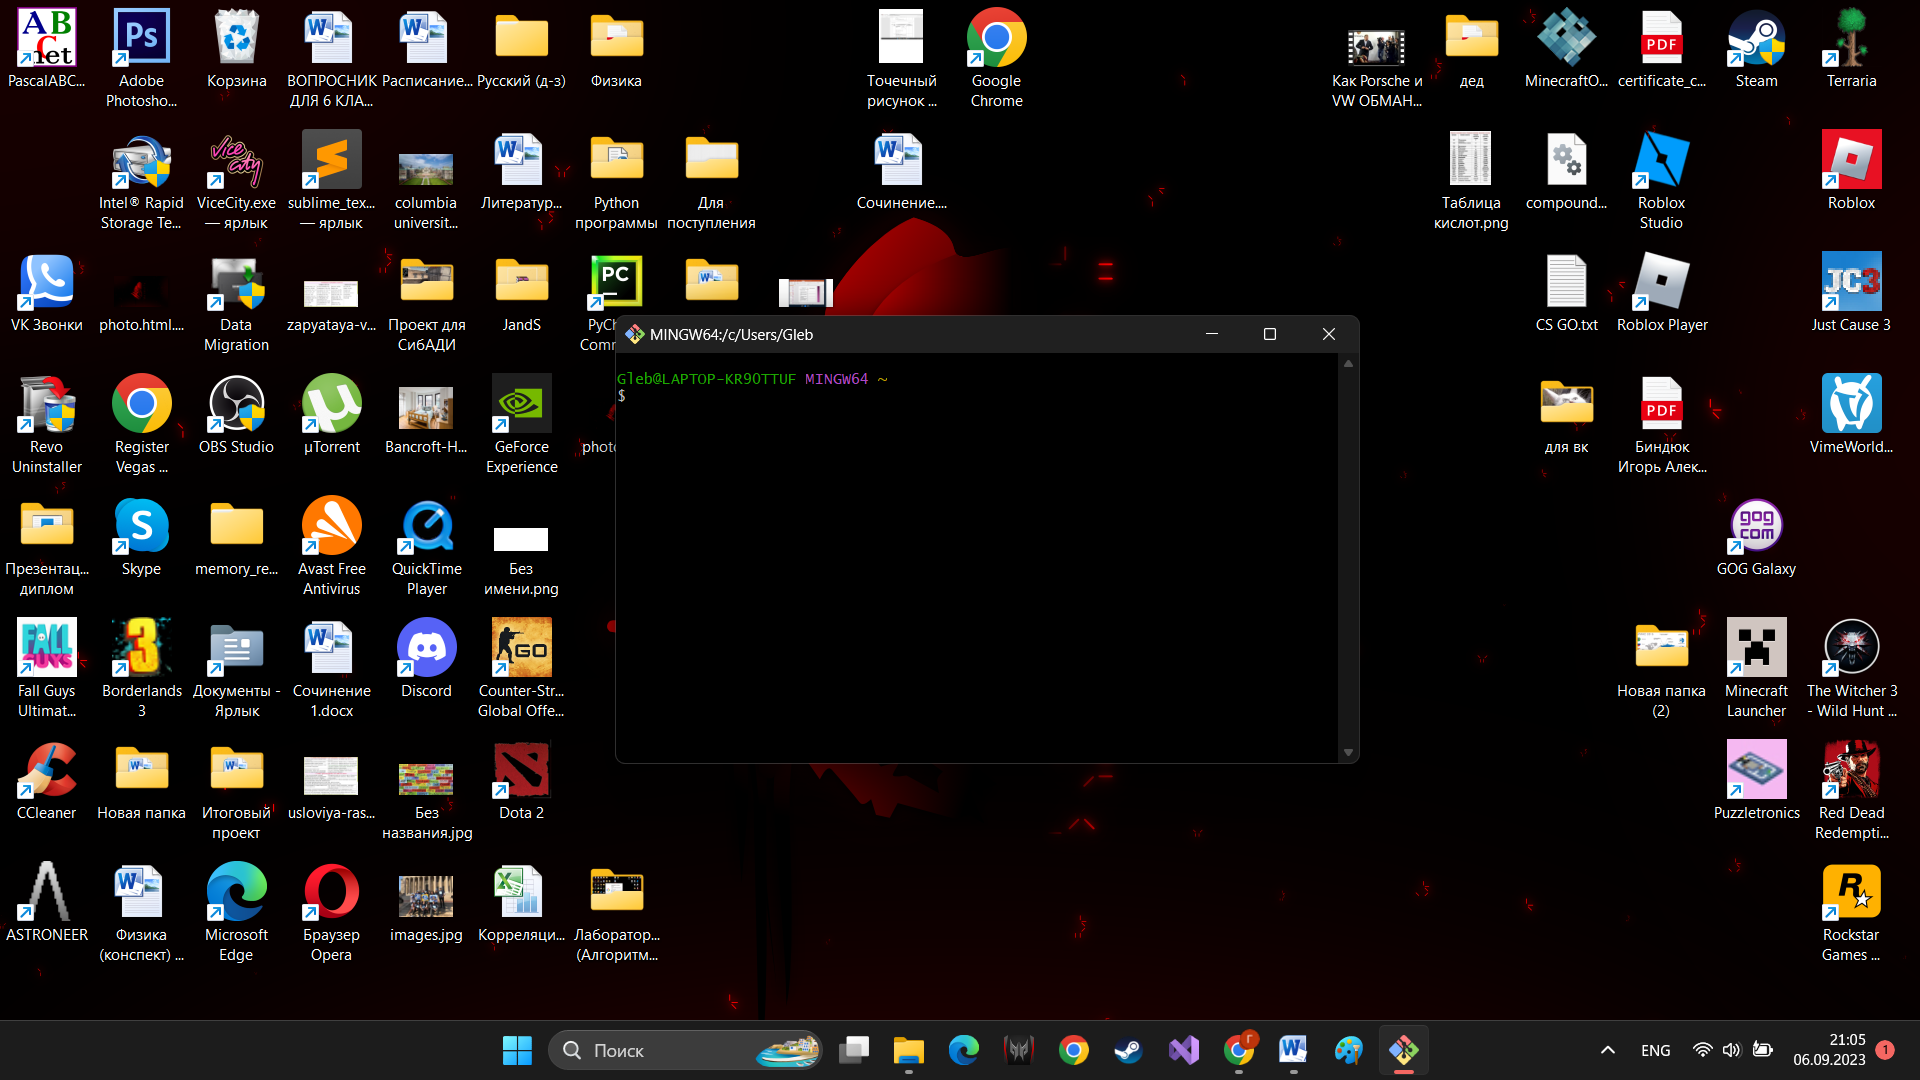 PascalABC...
Adobe
Photosho...
Корзина
ВОПРОСНИК
ДЛЯ 6 КЛА...
Расписание...
Русский (д-з)
Физика
Точечный
рисунок ...
Google
Chrome
Как Porsche и
VW ОБМАН...
дед
MinecraftO...
certificate_c...
Steam
Terraria
Intel® Rapid
Storage Te...
ViceCity.exe
— ярлык
sublime_tex...
— ярлык
columbia
universit...
Литератур...
Python
программы
Для
поступления
Сочинение....
Таблица
кислот.png
compound...
Roblox
Studio
Roblox
VK Звонки
photo.html....
Data
Migration
zapyataya-v...
Проект для
СибАДИ
JandS
PyCh
Comm
CS GO.txt
Roblox Player
Just Cause 3
MINGW64:/c/Users/Gleb
Gleb@LAPTOP-KR9OTTUF MINGW64 ~
$
Revo
Uninstaller
Register
Vegas ...
OBS Studio
µTorrent
Bancroft-H...
GeForce
Experience
photo
для вк
Биндюк
Игорь Алек...
VimeWorld...
Презентац...
диплом
Skype
memory_re...
Avast Free
Antivirus
QuickTime
Player
Без
имени.png
GOG Galaxy
Fall Guys
Ultimat...
Borderlands
3
Документы -
Ярлык
Сочинение
1.docx
Discord
Counter-Str...
Global Offe...
Новая папка
(2)
Minecraft
Launcher
The Witcher 3
- Wild Hunt ...
CCleaner
Новая папка
Итоговый
проект
usloviya-ras...
Без
названия.jpg
Dota 2
Puzzletronics
Red Dead
Redempti...
ASTRONEER
Физика
(конспект) ...
Microsoft
Edge
Браузер
Opera
images.jpg
Корреляци...
Лаборатор...
(Алгоритм...
Rockstar
Games ...
Поиск
ENG
21:05
06.09.2023
1